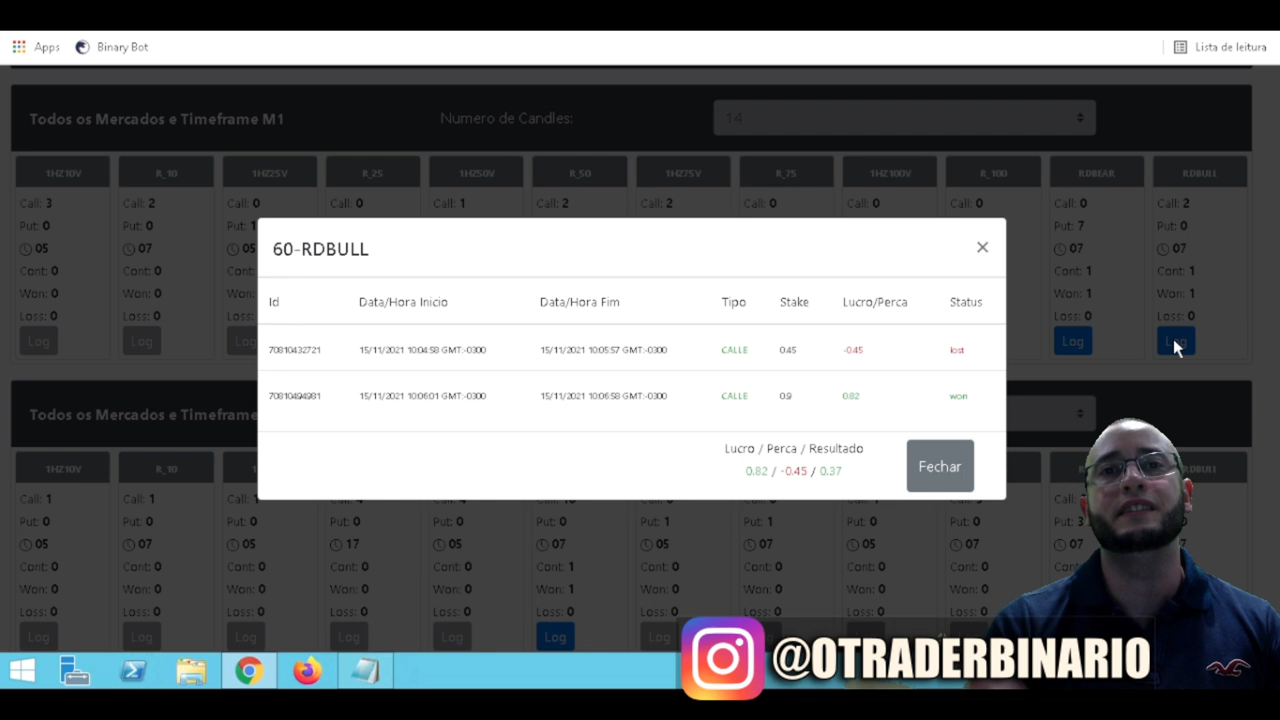 Apps Binary Bot Lista de leitura
Todos os Mercados e Timeframe M1 Numero de Candles: 14
1HZ10V R_10 1HZ25V R_25 1HZ50V R_50 1HZ75V R_75 1HZ100V R_100 RDBEAR RDBULL
Call: 3 Call: 2 Call: 0 Call: 0 Call: 1 Call: 2 Call: 2 Call: 0 Call: 0 Call: 0 Call: 0 Call: 2
Put: 0 Put: 0 Put: 1 Put: 7 Put: 0
05 07 05 07 07
Cont: 0 Cont: 0 Cont: Cont: 1 Cont: 1
Won: 0 Won: 0 Won: Won: 1 Won: 1
Loss: 0 Loss: 0 Loss: Loss: 0 Loss: 0
Log Log Log Log Log
60-RDBULL ×
Id Data/Hora Inicio Data/Hora Fim Tipo Stake Lucro/Perca Status
70810432721 15/11/2021 10:04:58 GMT-0300 15/11/2021 10:05:57 GMT-0300 CALLE 0.45 -0.45 lost
70810494981 15/11/2021 10:06:01 GMT-0300 15/11/2021 10:06:58 GMT-0300 CALLE 0.9 0.82 won
Lucro / Perca / Resultado
0.82 / -0.45 / 0.37
Fechar
Todos os Mercados e Timeframe
1HZ10V R_10 RDBULL
Call: 1 Call: 1
Put: 0 Put: 0 Put: 0 Put: 0 Put: 0 Put: 0 Put: 1 Put: 1 Put: 0 Put: 0 Put: 3 0
05 07 05 17 05 07 05 07 05 07 07
Cont: 0 Cont: 0 Cont: 0 Cont: 0 Cont: 0 Cont: 1 Cont: 0 Cont: 0 Cont: 0 Cont: 0
Won: 0 Won: 0 Won: 0 Won: 0 Won: 0 Won: 1 Won: 0 Won: 0 Won: 0 Won: 0
Loss: 0 Loss: 0 Loss: 0 Loss: 0 Loss: 0 Loss: 0 Loss: 0 Loss: 0 Loss: 0 Loss: 0
Log Log Log Log Log Log Log
@OTRADERBINARIO